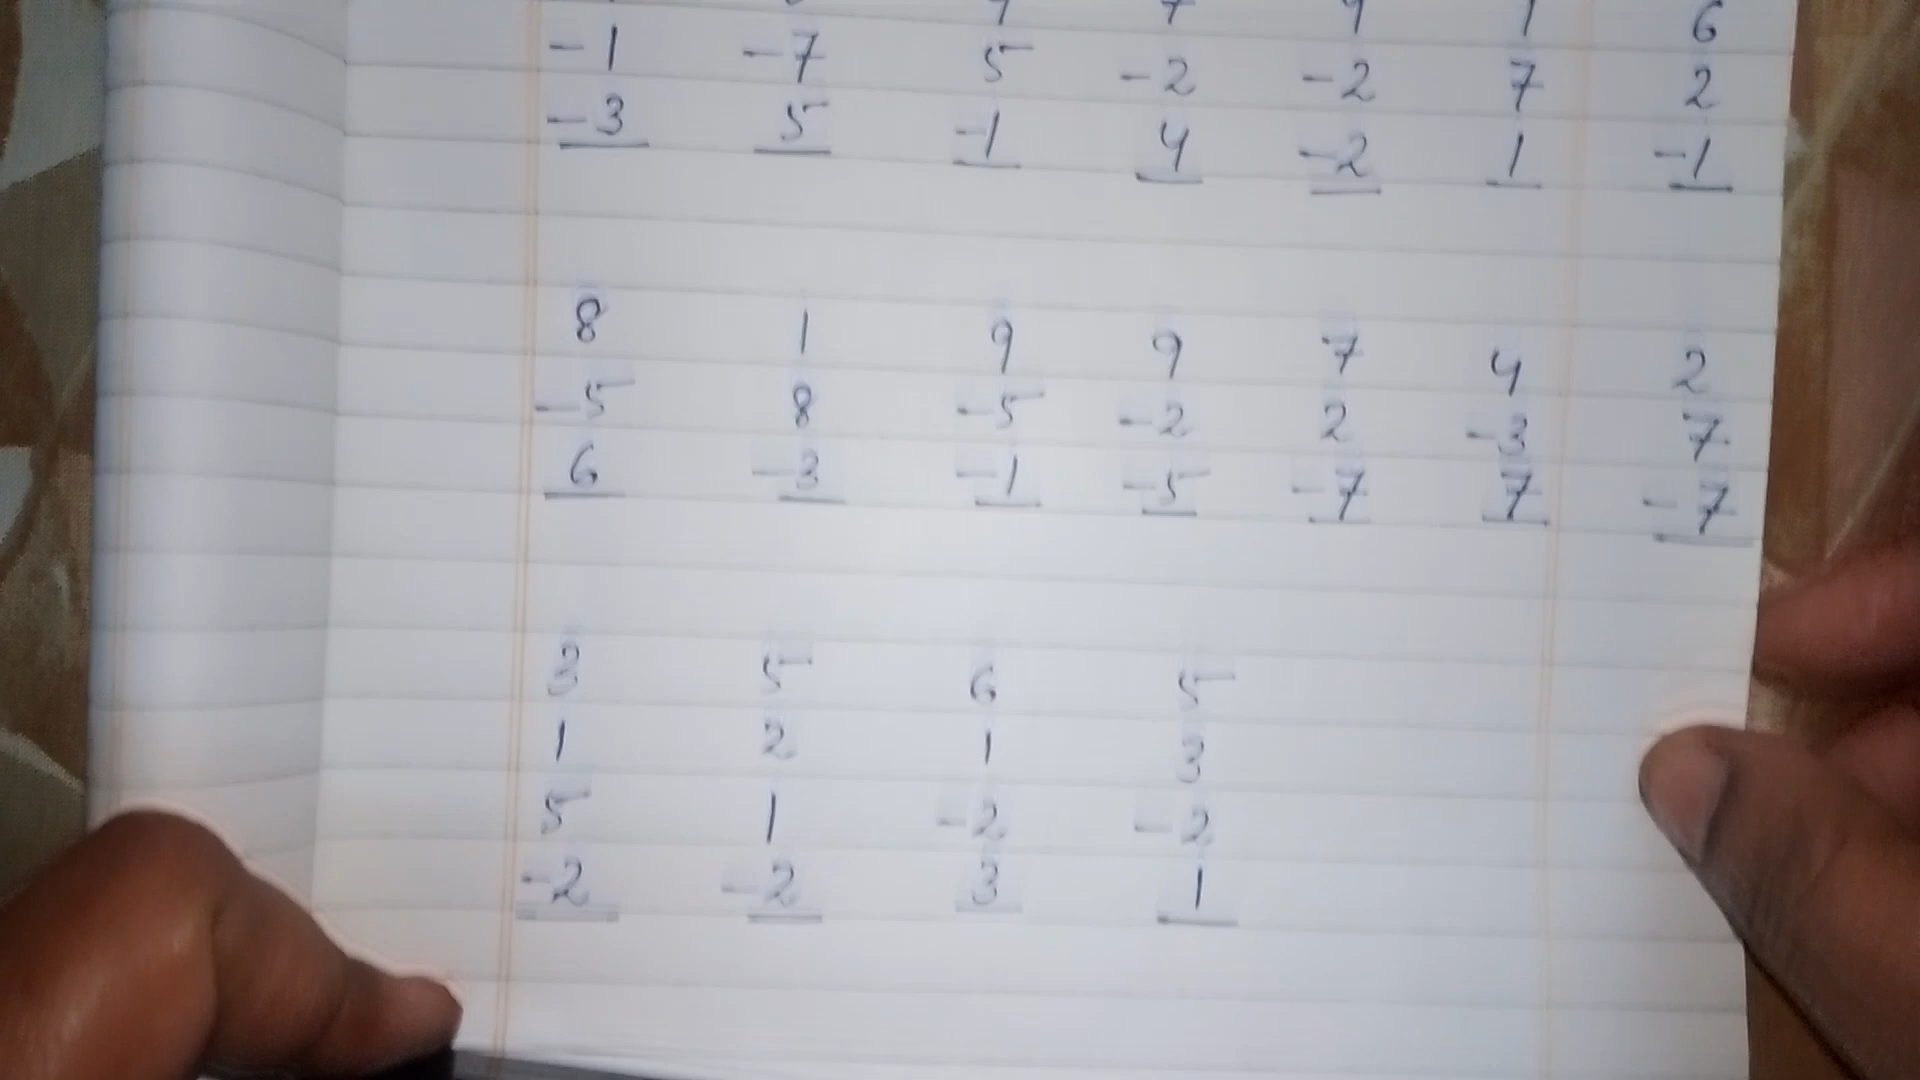 6
-1 -7 5 -2 -2 7 2
-3 5 -1 4 -2 1 -1
8 1 9 9 7 4 2
-5 8 -5 -2 2 -3 7
6 -3 -1 -5 -7 7 -7
3 5 6 5
1 2 1 3
5 1 -2 -2
-2 -2 3 1